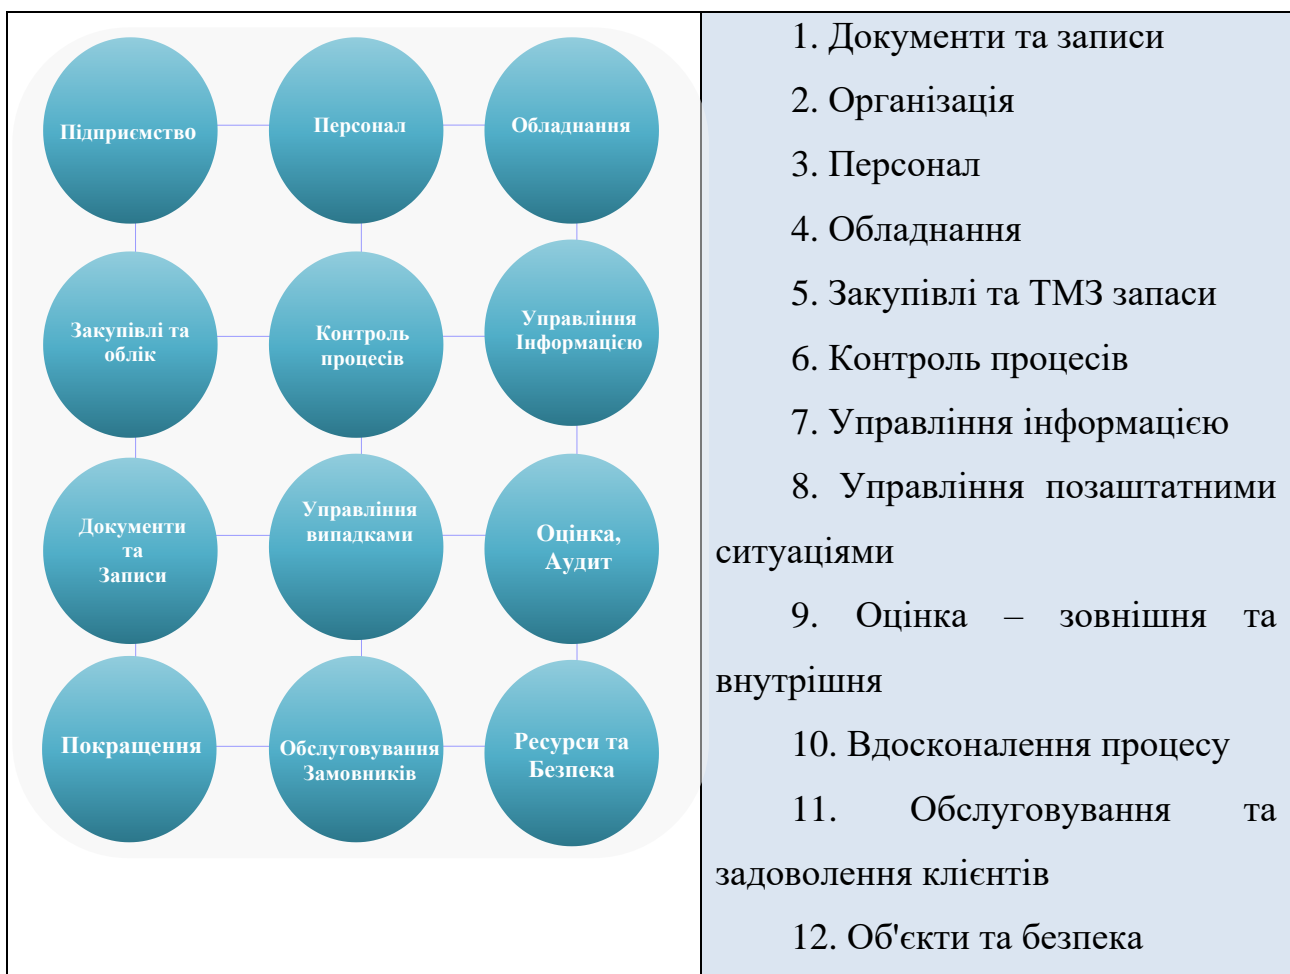 Підприємство
Персонал
Обладнання
Закупівлі та
облік
Контроль
процесів
Управління
Інформацією
Документи
та
Записи
Управління
випадками
Оцінка,
Аудит
Покращення
Обслуговування
Замовників
Ресурси та
Безпека
1. Документи та записи
2. Організація
3. Персонал
4. Обладнання
5. Закупівлі та ТМЗ запаси
6. Контроль процесів
7. Управління інформацією
8. Управління позаштатними
ситуаціями
9. Оцінка – зовнішня та
внутрішня
10. Вдосконалення процесу
11. Обслуговування та
задоволення клієнтів
12. Об'єкти та безпека